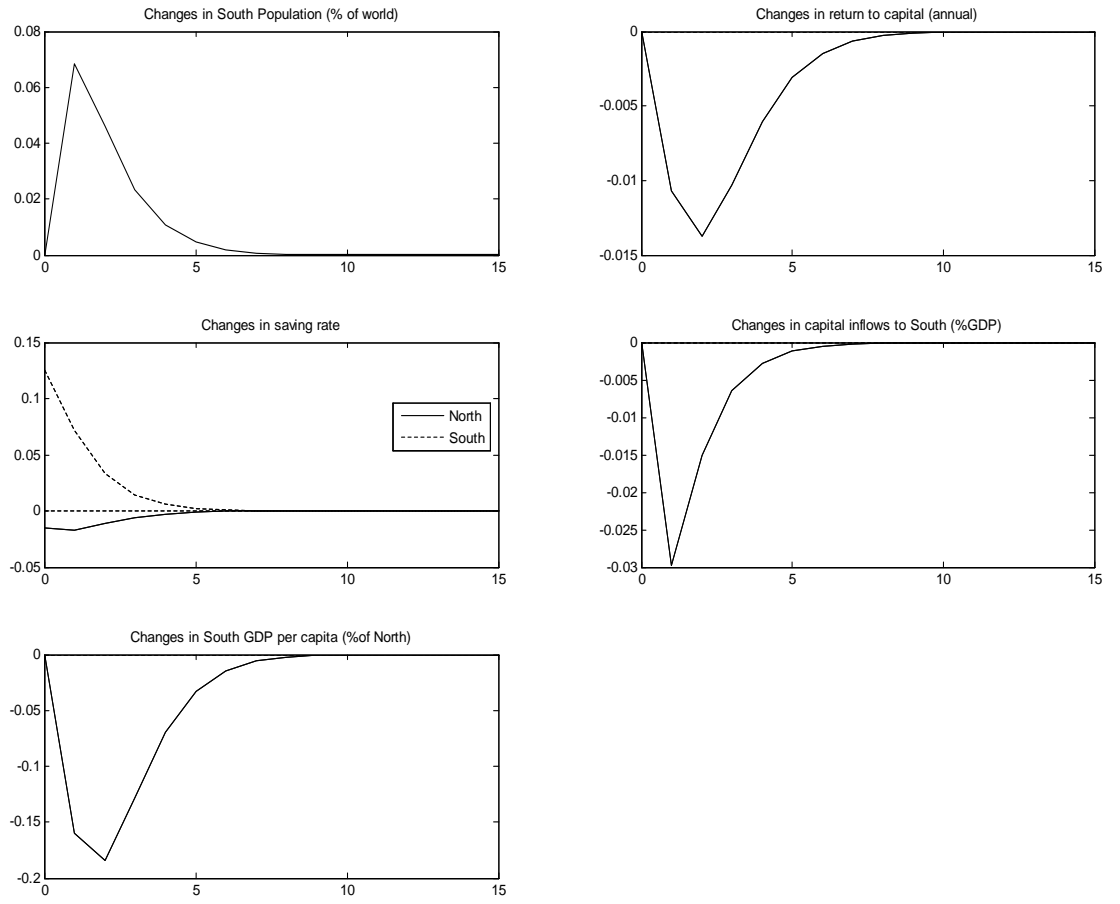 Changes in South Population (% of world)
0.08
0.06
0.04
0.02
0
0 5 10 15
Changes in return to capital (annual)
0
-0.005
-0.01
-0.015
0 5 10 15
Changes in saving rate
0.15
0.1
0.05
0
-0.05
0 5 10 15
North
South
Changes in capital inflows to South (%GDP)
0
-0.005
-0.01
-0.015
-0.02
-0.025
-0.03
0 5 10 15
Changes in South GDP per capita (%of North)
0
-0.05
-0.1
-0.15
-0.2
0 5 10 15